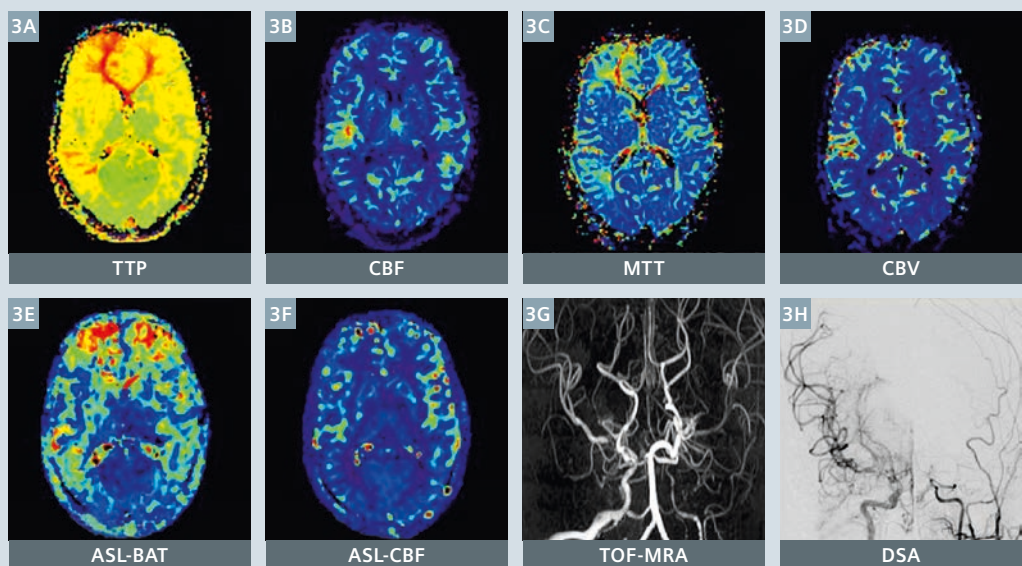 3A
TTP
3B
CBF
3C
MTT
3D
CBV
3E
ASL-BAT
3F
ASL-CBF
3G
TOF-MRA
3H
DSA